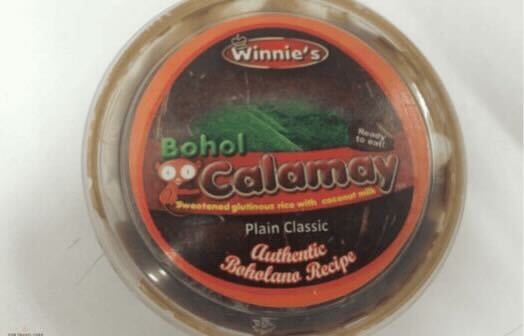 Winnie's
Bohol
Ready
to eat!
Calamay
Sweetened glutinous rice with coconut milk
Plain Classic
Authentic
Boholano Recipe